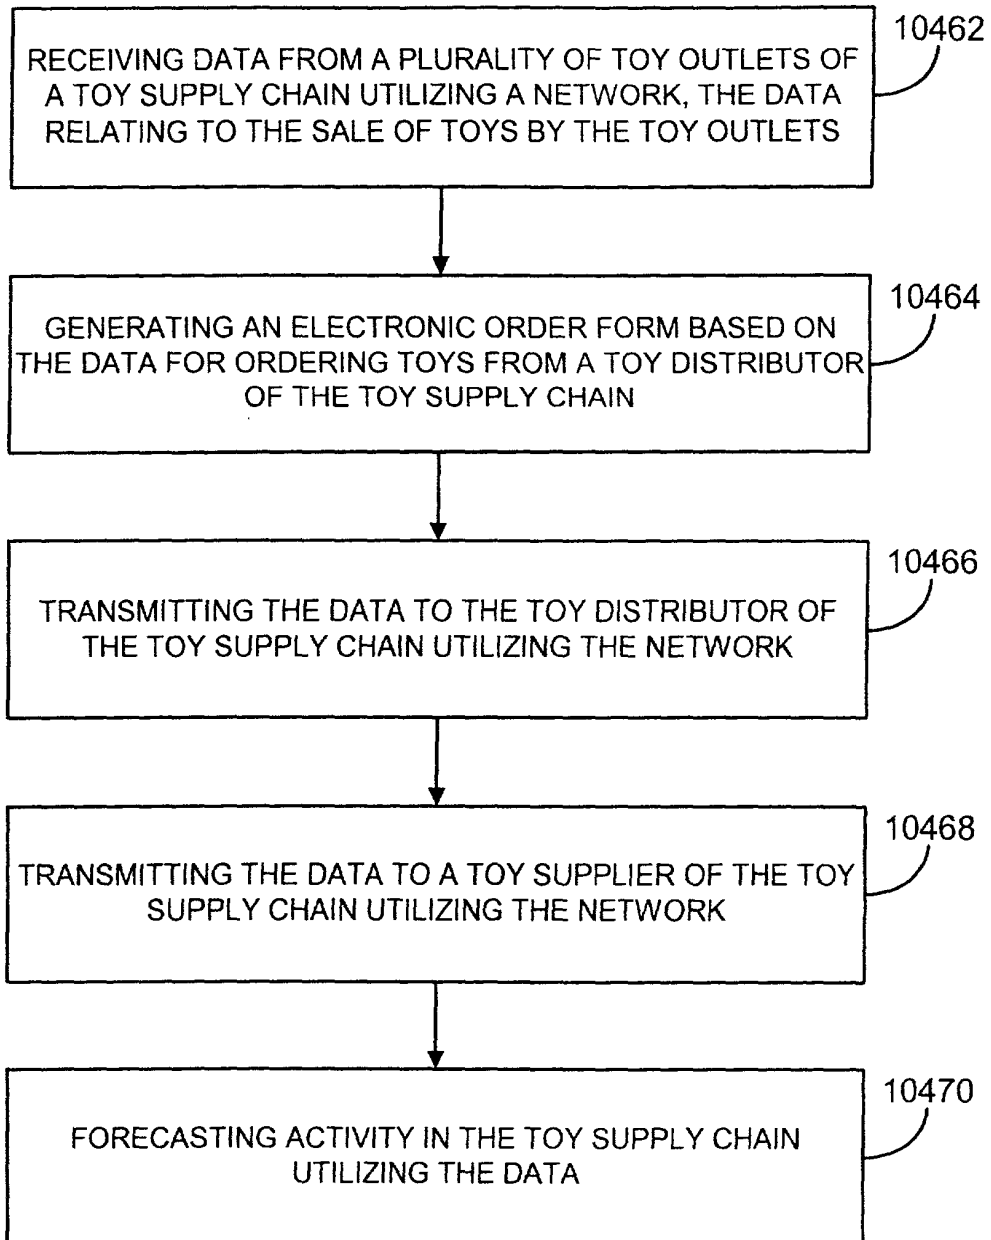 10462
RECEIVING DATA FROM A PLURALITY OF TOY OUTLETS OF
A TOY SUPPLY CHAIN UTILIZING A NETWORK, THE DATA
RELATING TO THE SALE OF TOYS BY THE TOY OUTLETS
10464
GENERATING AN ELECTRONIC ORDER FORM BASED ON
THE DATA FOR ORDERING TOYS FROM A TOY DISTRIBUTOR
OF THE TOY SUPPLY CHAIN
10466
TRANSMITTING THE DATA TO THE TOY DISTRIBUTOR OF
THE TOY SUPPLY CHAIN UTILIZING THE NETWORK
10468
TRANSMITTING THE DATA TO A TOY SUPPLIER OF THE TOY
SUPPLY CHAIN UTILIZING THE NETWORK
10470
FORECASTING ACTIVITY IN THE TOY SUPPLY CHAIN
UTILIZING THE DATA